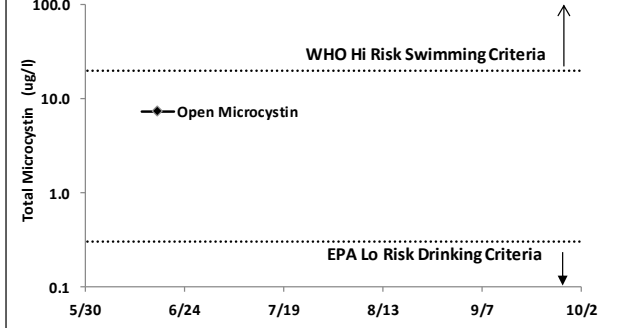 100.0
WHO Hi Risk Swimming Criteria
10.0
Open Microcystin
Total Microcystin (ug/l)
1.0
EPA Lo Risk Drinking Criteria
0.1
5/30 6/24 7/19 8/13 9/7 10/2